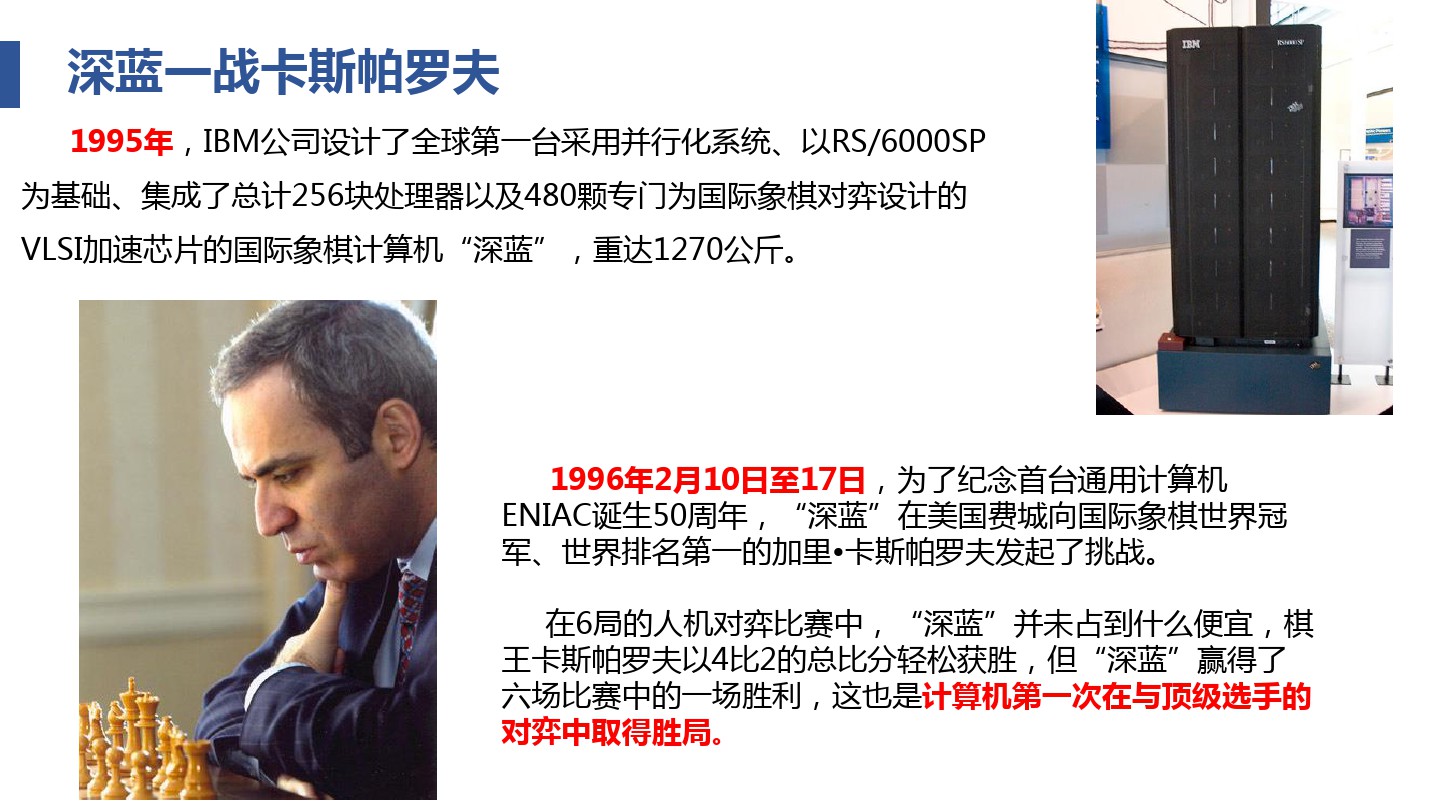 深蓝一战卡斯帕罗夫
1995年，IBM公司设计了全球第一台采用并行化系统、以RS/6000SP
为基础、集成了总计256块处理器以及480颗专门为国际象棋对弈设计的
VLSI加速芯片的国际象棋计算机“深蓝”，重达1270公斤。
IBM
RS/6000 SP
1996年2月10日至17日，为了纪念首台通用计算机
ENIAC诞生50周年，“深蓝”在美国费城向国际象棋世界冠
军、世界排名第一的加里•卡斯帕罗夫发起了挑战。
在6局的人机对弈比赛中，“深蓝”并未占到什么便宜，棋
王卡斯帕罗夫以4比2的总比分轻松获胜，但“深蓝”赢得了
六场比赛中的一场胜利，这也是计算机第一次在与顶级选手的
对弈中取得胜局。